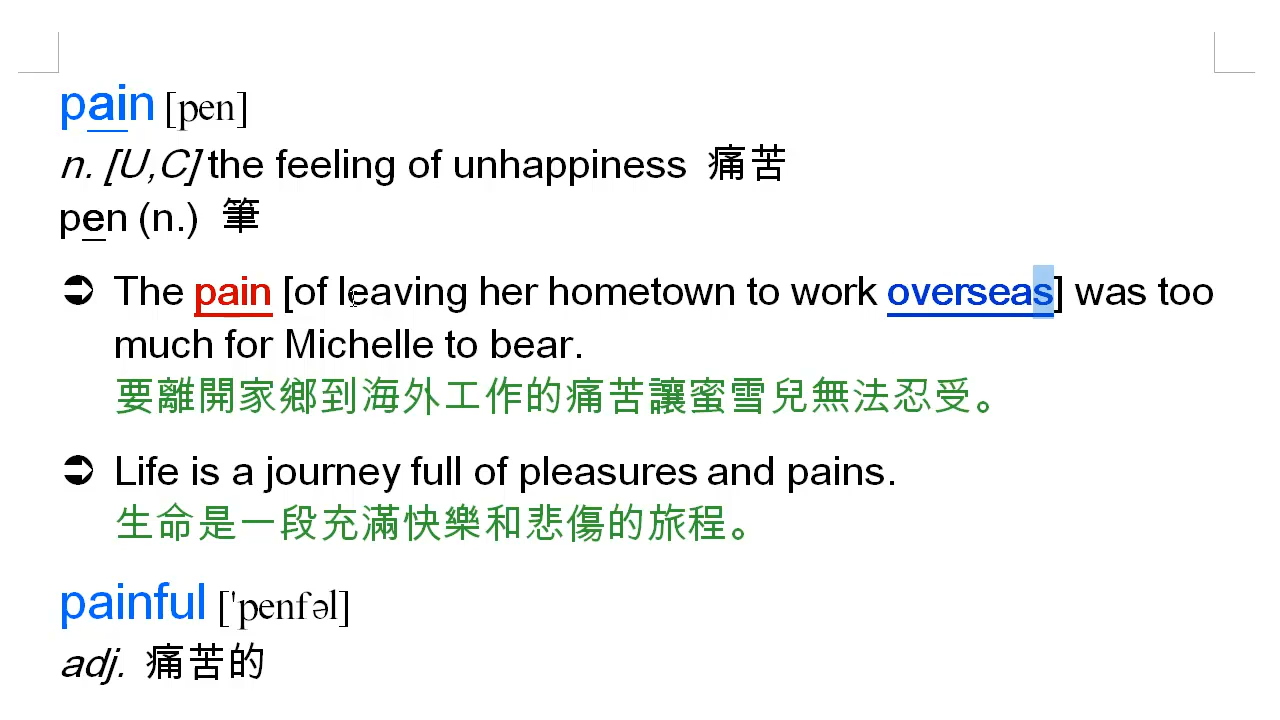 pain [pen]
n. [U,C] the feeling of unhappiness 痛苦
pen (n.) 筆
➲ The pain [of leaving her hometown to work overseas] was too
much for Michelle to bear.
要離開家鄉到海外工作的痛苦讓蜜雪兒無法忍受。
➲ Life is a journey full of pleasures and pains.
生命是一段充滿快樂和悲傷的旅程。
painful [ˈpenfəl]
adj. 痛苦的